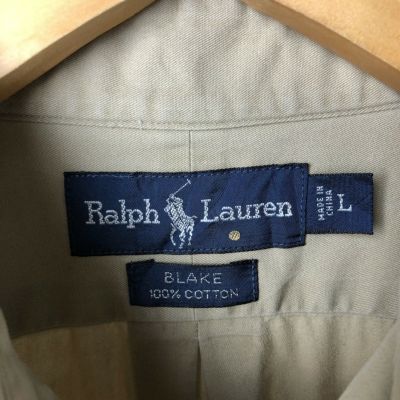 Ralph Lauren
MADE IN
CHINA
L
BLAKE
100% COTTON